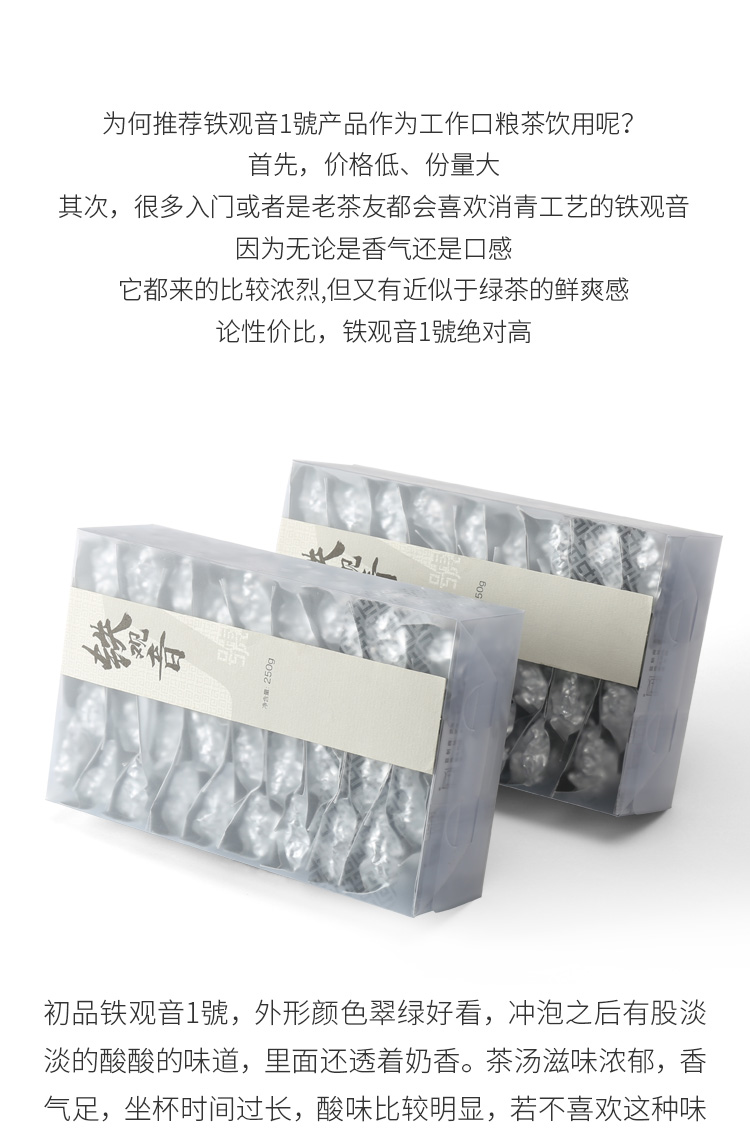 为何推荐铁观音1號产品作为工作口粮茶饮用呢?
首先，价格低、份量大
其次，很多入门或者是老茶友都会喜欢消青工艺的铁观音
因为无论是香气还是口感
它都来的比较浓烈,但又有近似于绿茶的鲜爽感
论性价比，铁观音1號绝对高
铁观音
净含量 250g
铁观音
50g
初品铁观音1號，外形颜色翠绿好看，冲泡之后有股淡
淡的酸酸的味道，里面还透着奶香。茶汤滋味浓郁，香
气足，坐杯时间过长，酸味比较明显，若不喜欢这种味